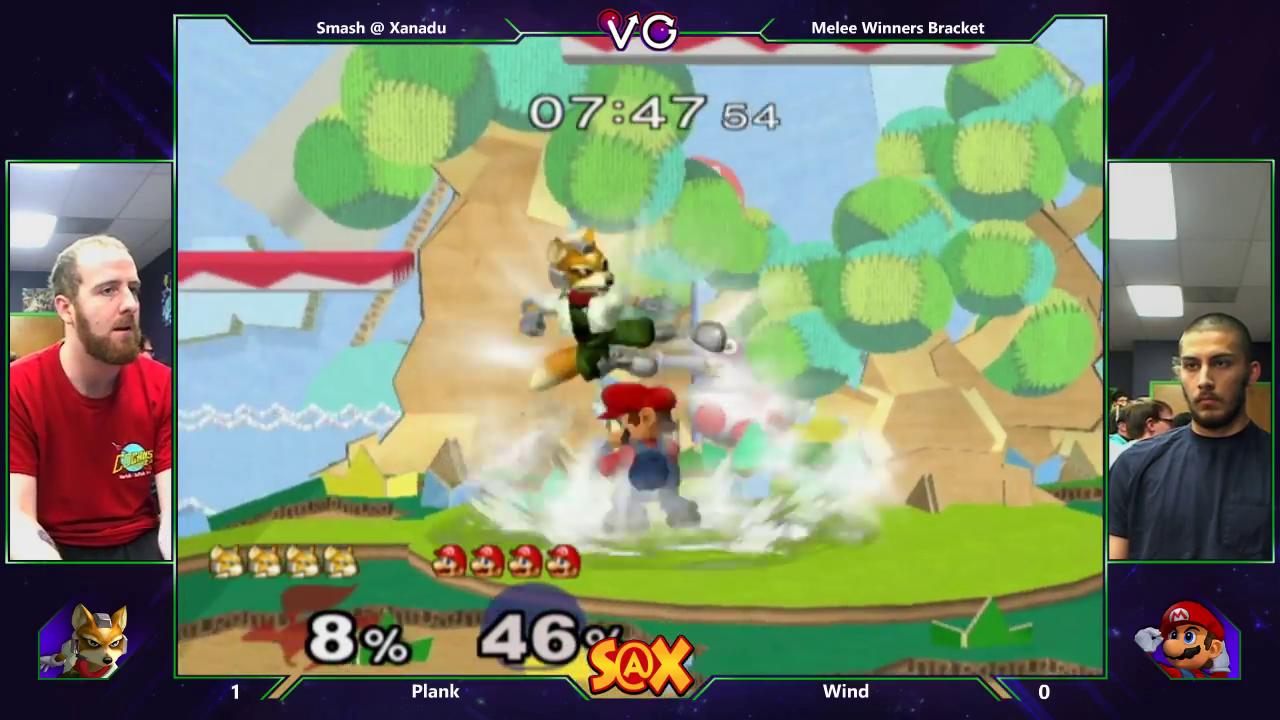 Smash @ Xanadu
VG
Melee Winners Bracket
07:47 54
8%
46%
S@X
1
Plank
Wind
0